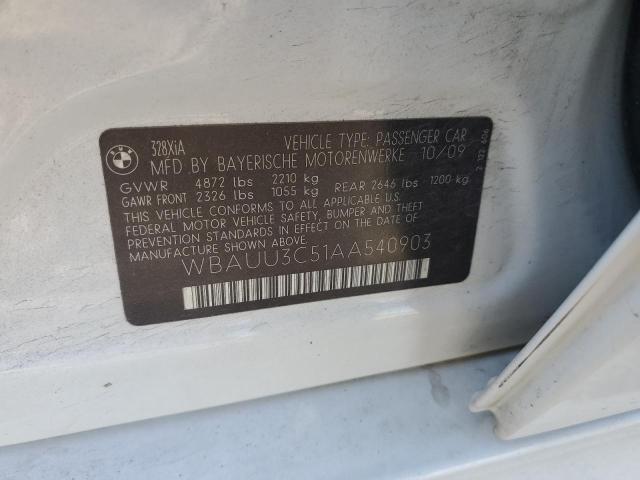 BMW
328XiA
VEHICLE TYPE: PASSENGER CAR
MFD BY BAYERISCHE MOTORENWERKE 10/09
GVWR 4872 lbs 2210 kg
GAWR FRONT 2326 lbs 1055 kg REAR 2646 lbs 1200 kg
THIS VEHICLE CONFORMS TO ALL APPLICABLE
FEDERAL MOTOR VEHICLE SAFETY, BUMPER AND THEFT
PREVENTION STANDARDS IN EFFECT ON THE DATE OF
MANUFACTURE SHOWN ABOVE.
WBAUU3C51AA540903